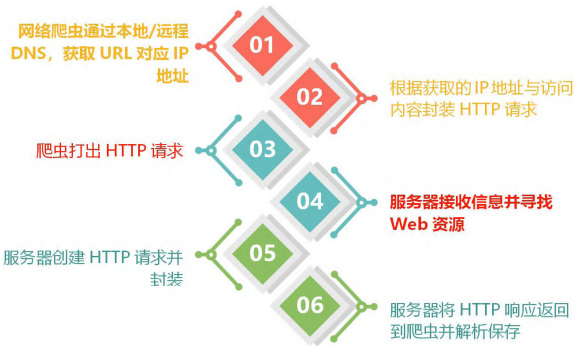 网络爬虫通过本地/远程
DNS，获取 URL 对应 IP
地址
01
02
根据获取的 IP 地址与访问
内容封装 HTTP 请求
爬虫打出 HTTP 请求
03
04
服务器接收信息并寻找
Web 资源
服务器创建 HTTP 请求并
封装
05
06
服务器将 HTTP 响应返回
到爬虫并解析保存